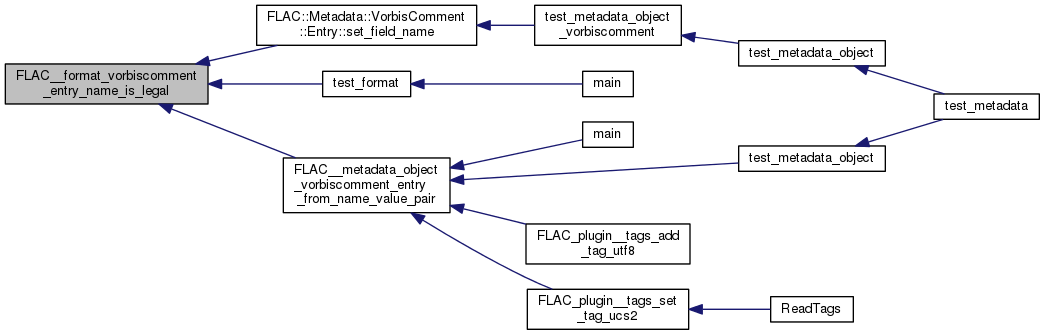 FLAC__format_vorbiscomment
_entry_name_is_legal
FLAC::Metadata::VorbisComment
::Entry::set_field_name
test_metadata_object
_vorbiscomment
test_metadata_object
test_metadata
test_format
main
FLAC__metadata_object
_vorbiscomment_entry
_from_name_value_pair
main
test_metadata_object
FLAC_plugin__tags_add
_tag_utf8
FLAC_plugin__tags_set
_tag_ucs2
ReadTags